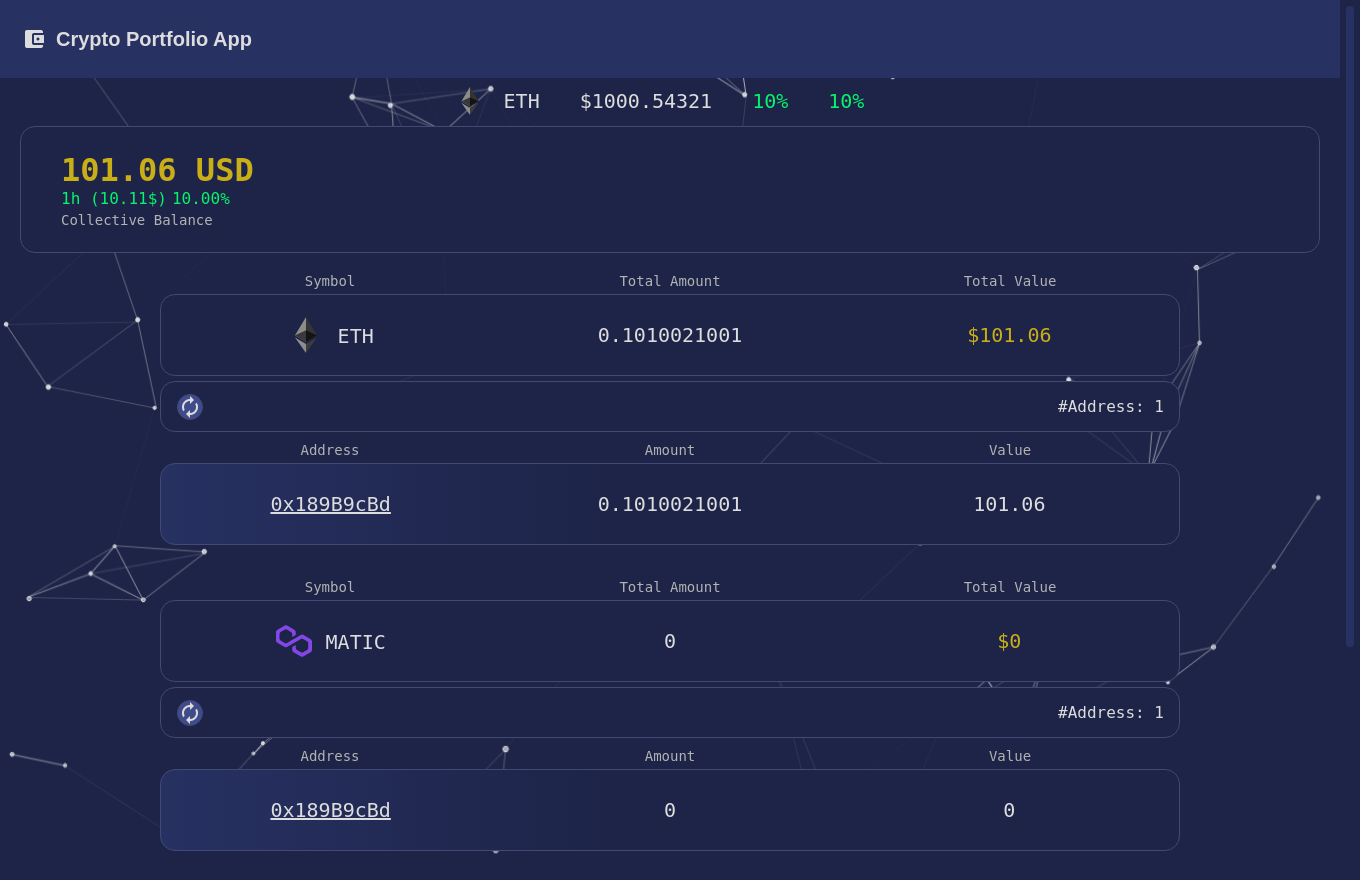 Crypto Portfolio App
ETH $1000.54321 10% 10%
101.06 USD
1h (10.11$) 10.00%
Collective Balance
Symbol Total Amount Total Value
ETH 0.1010021001 $101.06
#Address: 1
Address Amount Value
0x189B9cBd 0.1010021001 101.06
Symbol Total Amount Total Value
MATIC 0 $0
#Address: 1
Address Amount Value
0x189B9cBd 0 0